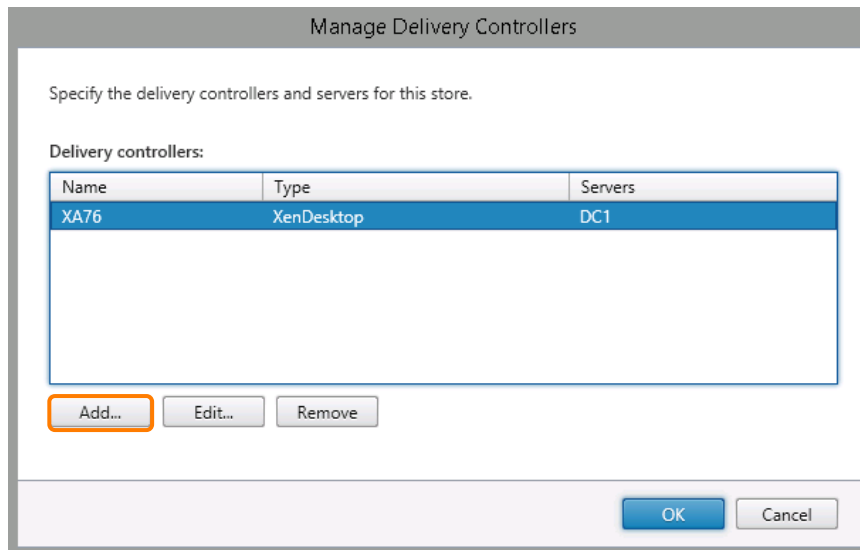 Manage Delivery Controllers
Specify the delivery controllers and servers for this store.
Delivery controllers:
Name Type Servers
XA76 XenDesktop DC1
Add... Edit... Remove
OK Cancel